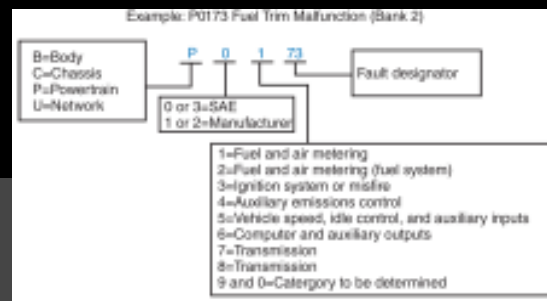 Example: P0173 Fuel Trim Malfunction (Bank 2)
P 0 1 73
B=Body
C=Chassis
P=Powertrain
U=Network
Fault designator
0 or 3=SAE
1 or 2=Manufacturer
1=Fuel and air metering
2=Fuel and air metering (fuel system)
3=Ignition system or misfire
4=Auxiliary emissions control
5=Vehicle speed, idle control, and auxiliary inputs
6=Computer and auxiliary outputs
7=Transmission
8=Transmission
9 and 0=Catergory to be determined